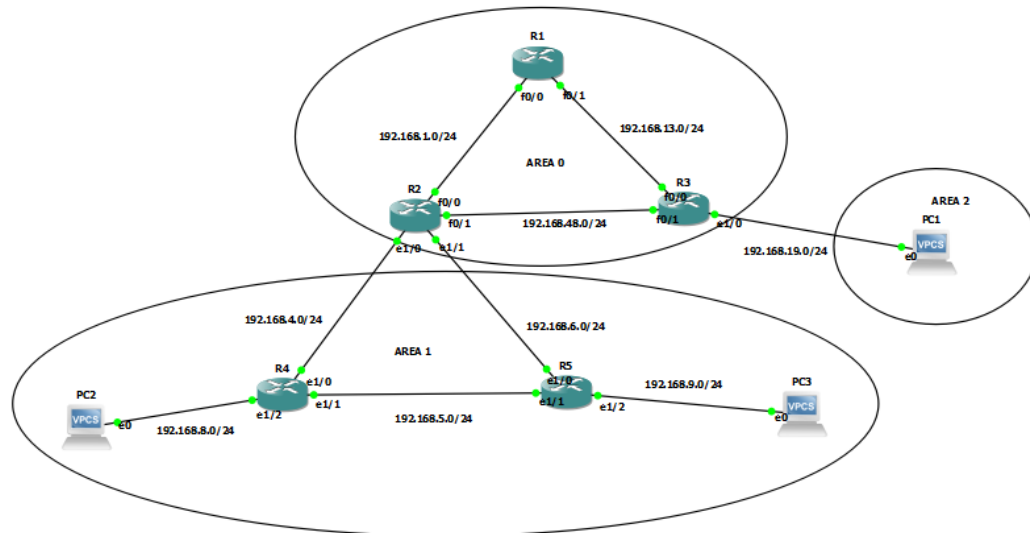 R1
f0/0
f0/1
192.168.1.0/24
192.168.13.0/24
AREA 0
R2
R3
f0/0
f0/0
f0/1
f0/1
192.168.48.0/24
e1/0
e1/0
e1/1
AREA 2
PC1
VPCS
e0
192.168.19.0/24
192.168.4.0/24
192.168.6.0/24
AREA 1
R4
R5
e1/0
e1/0
192.168.9.0/24
PC2
PC3
VPCS
VPCS
e0
e0
192.168.8.0/24
e1/2
e1/1
192.168.5.0/24
e1/1
e1/2